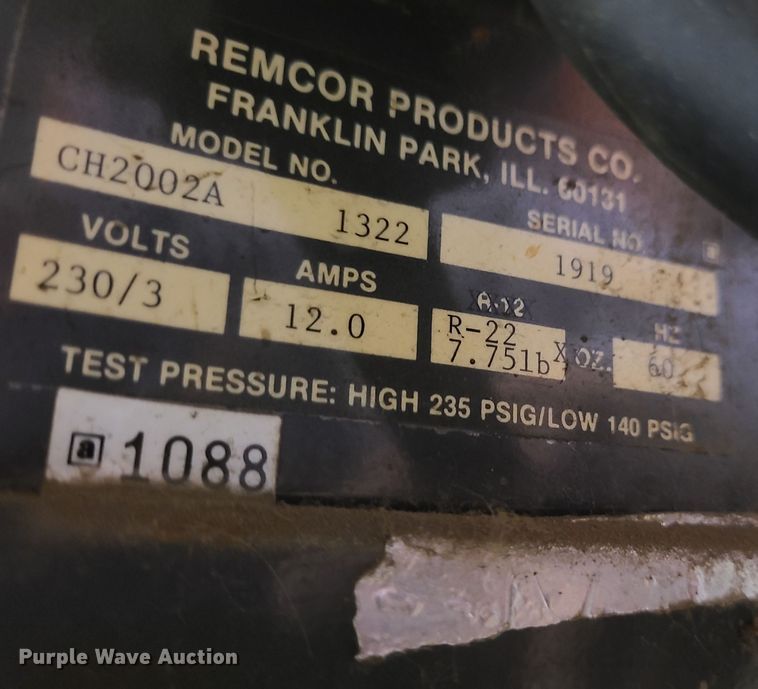 REMCOR PRODUCTS CO.
FRANKLIN PARK, ILL. 60131
MODEL NO.
SERIAL NO.
CH2002A 1322
1919
VOLTS
AMPS
R-12
HZ
230/3
12.0
R-22
7.75lb X OZ.
60
TEST PRESSURE: HIGH 235 PSIG/LOW 140 PSIG
a 1088
Purple Wave Auction